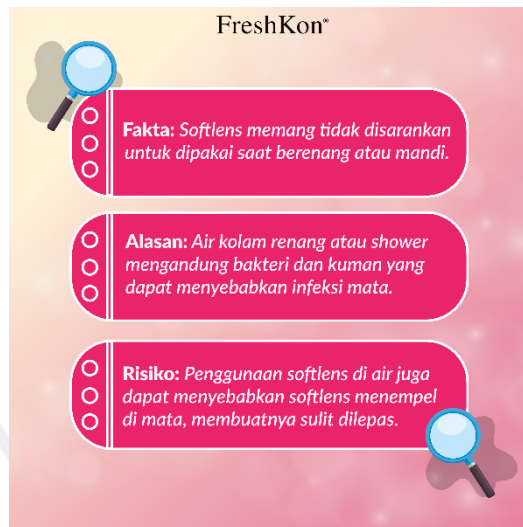 FreshKon®
Fakta: Softlens memang tidak disarankan
untuk dipakai saat berenang atau mandi.
Alasan: Air kolam renang atau shower
mengandung bakteri dan kuman yang
dapat menyebabkan infeksi mata.
Risiko: Penggunaan softlens di air juga
dapat menyebabkan softlens menempel
di mata, membuatnya sulit dilepas.